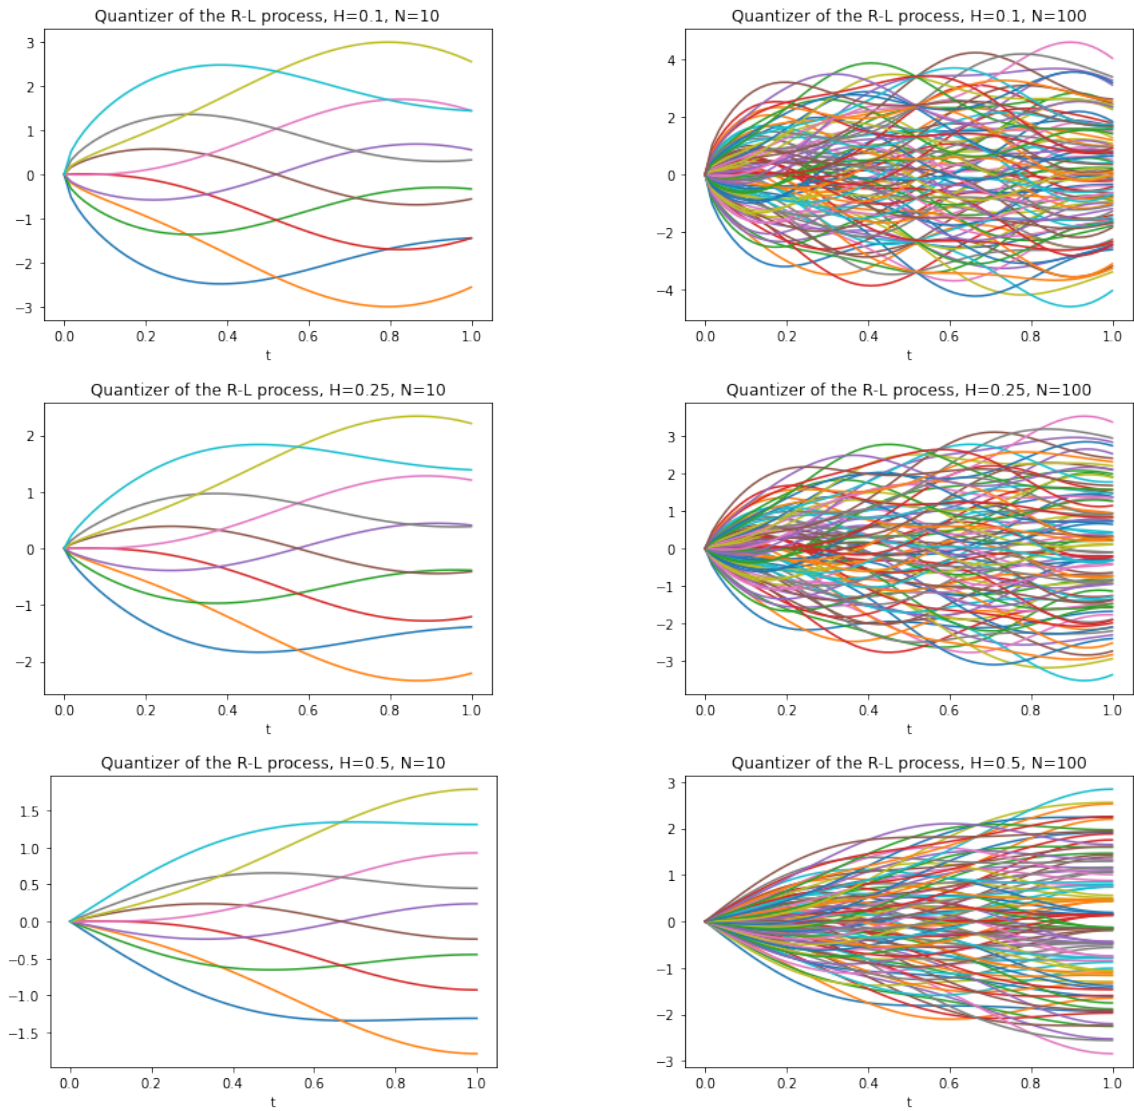 Quantizer of the R-L process, H=0.1, N=10
3
2
1
0
−1
−2
−3
0.0 0.2 0.4 0.6 0.8 1.0
t
Quantizer of the R-L process, H=0.1, N=100
4
2
0
−2
−4
0.0 0.2 0.4 0.6 0.8 1.0
t
Quantizer of the R-L process, H=0.25, N=10
2
1
0
−1
−2
0.0 0.2 0.4 0.6 0.8 1.0
t
Quantizer of the R-L process, H=0.25, N=100
3
2
1
0
−1
−2
−3
0.0 0.2 0.4 0.6 0.8 1.0
t
Quantizer of the R-L process, H=0.5, N=10
1.5
1.0
0.5
0.0
−0.5
−1.0
−1.5
0.0 0.2 0.4 0.6 0.8 1.0
t
Quantizer of the R-L process, H=0.5, N=100
3
2
1
0
−1
−2
−3
0.0 0.2 0.4 0.6 0.8 1.0
t